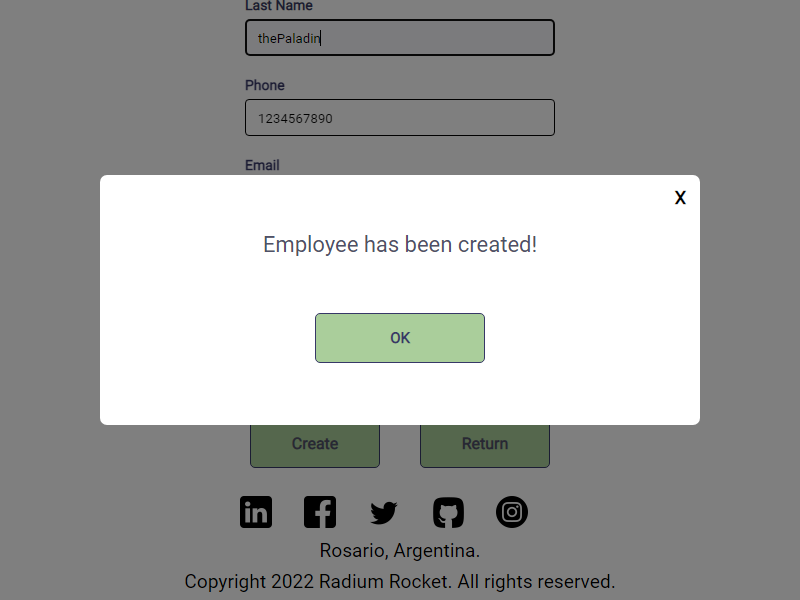 Last Name
thePaladin
Phone
1234567890
Email
X
Employee has been created!
OK
Create Return
Rosario, Argentina.
Copyright 2022 Radium Rocket. All rights reserved.